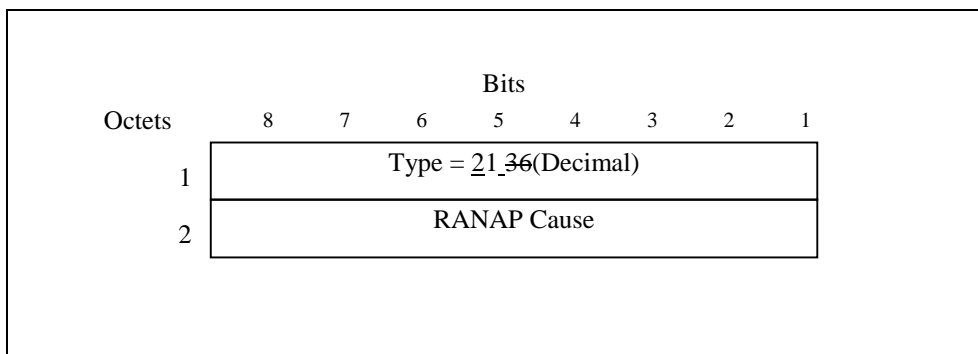 Bits
Octets 8 7 6 5 4 3 2 1
1 Type = 21 36(Decimal)
2 RANAP Cause